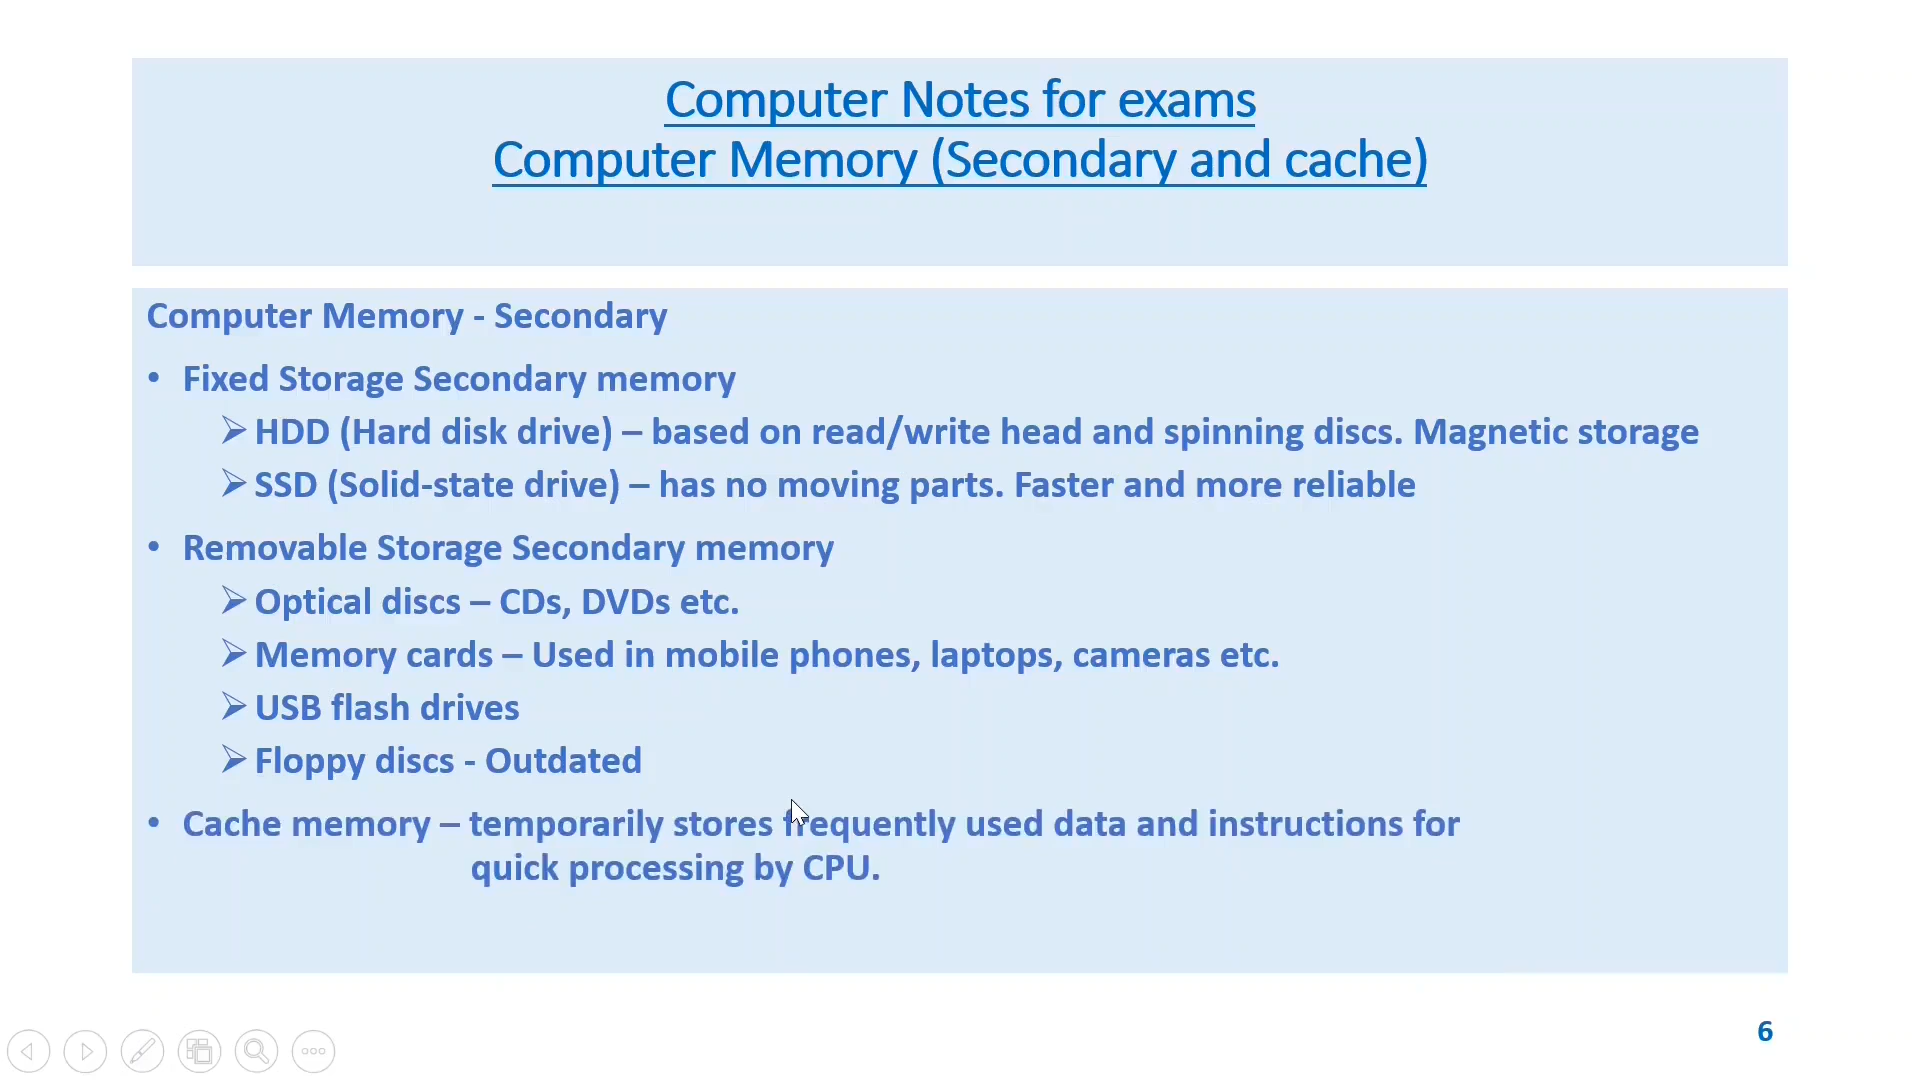 Computer Notes for exams
Computer Memory (Secondary and cache)
Computer Memory - Secondary
• Fixed Storage Secondary memory
➢ HDD (Hard disk drive) – based on read/write head and spinning discs. Magnetic storage
➢ SSD (Solid-state drive) – has no moving parts. Faster and more reliable
• Removable Storage Secondary memory
➢ Optical discs – CDs, DVDs etc.
➢ Memory cards – Used in mobile phones, laptops, cameras etc.
➢ USB flash drives
➢ Floppy discs - Outdated
• Cache memory – temporarily stores frequently used data and instructions for
quick processing by CPU.
6